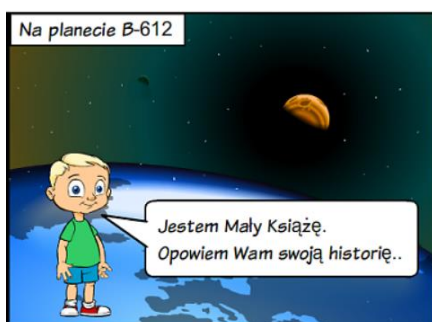 Na planecie B-612
Jestem Mały Książę.
Opowiem Wam swoją historię..